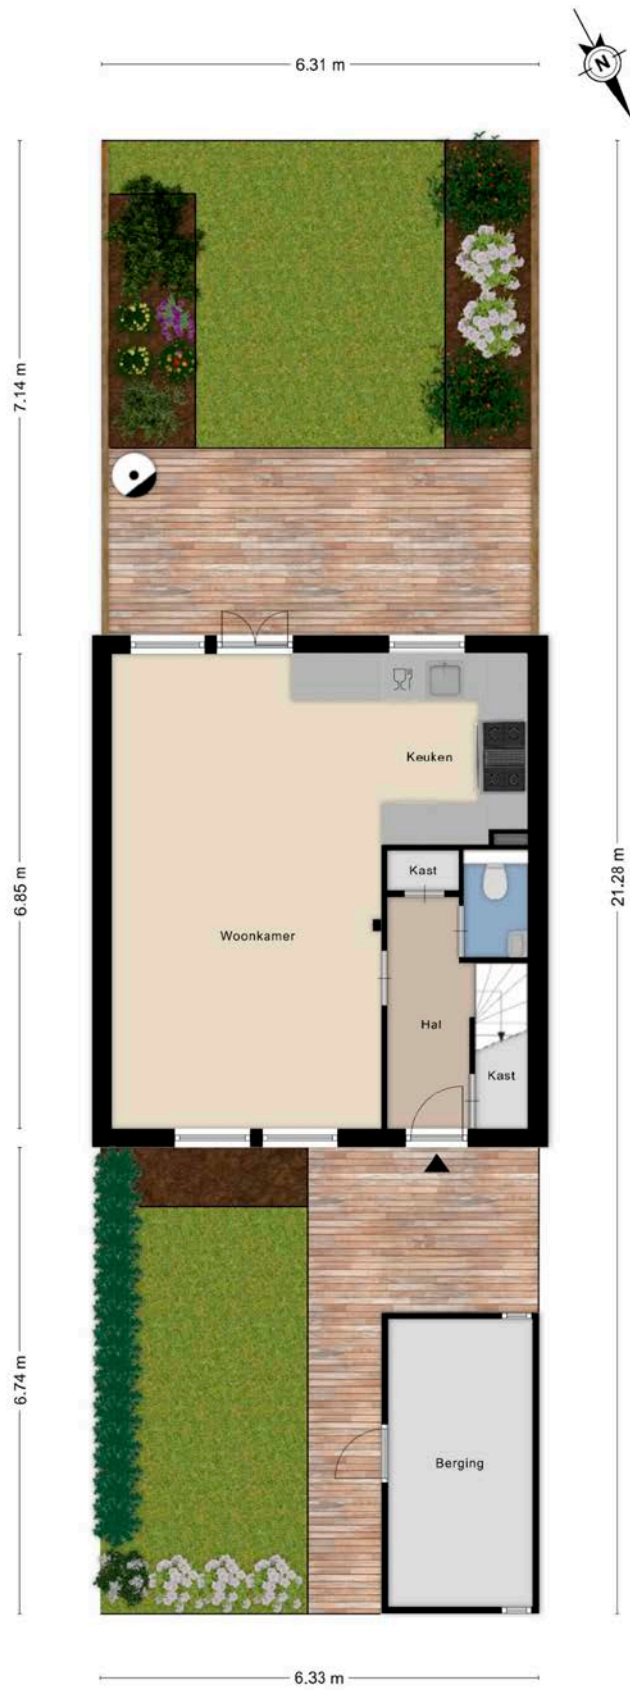 6.31 m
N
7.14 m
Keuken
Kast
6.85 m
21.28 m
Woonkamer
Hal
Kast
6.74 m
Berging
6.33 m